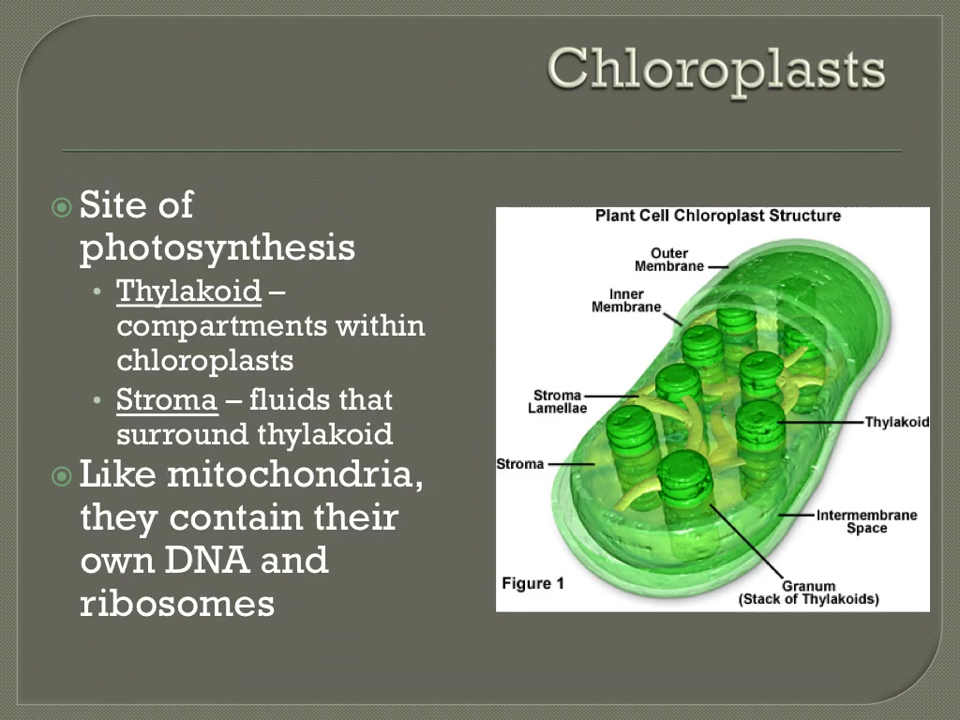 Chloroplasts
Site of
photosynthesis
Thylakoid –
compartments within
chloroplasts
Stroma – fluids that
surround thylakoid
Like mitochondria,
they contain their
own DNA and
ribosomes
Plant Cell Chloroplast Structure
Outer
Membrane
Inner
Membrane
Stroma
Lamellae
Thylakoid
Stroma
Intermembrane
Space
Granum
(Stack of Thylakoids)
Figure 1